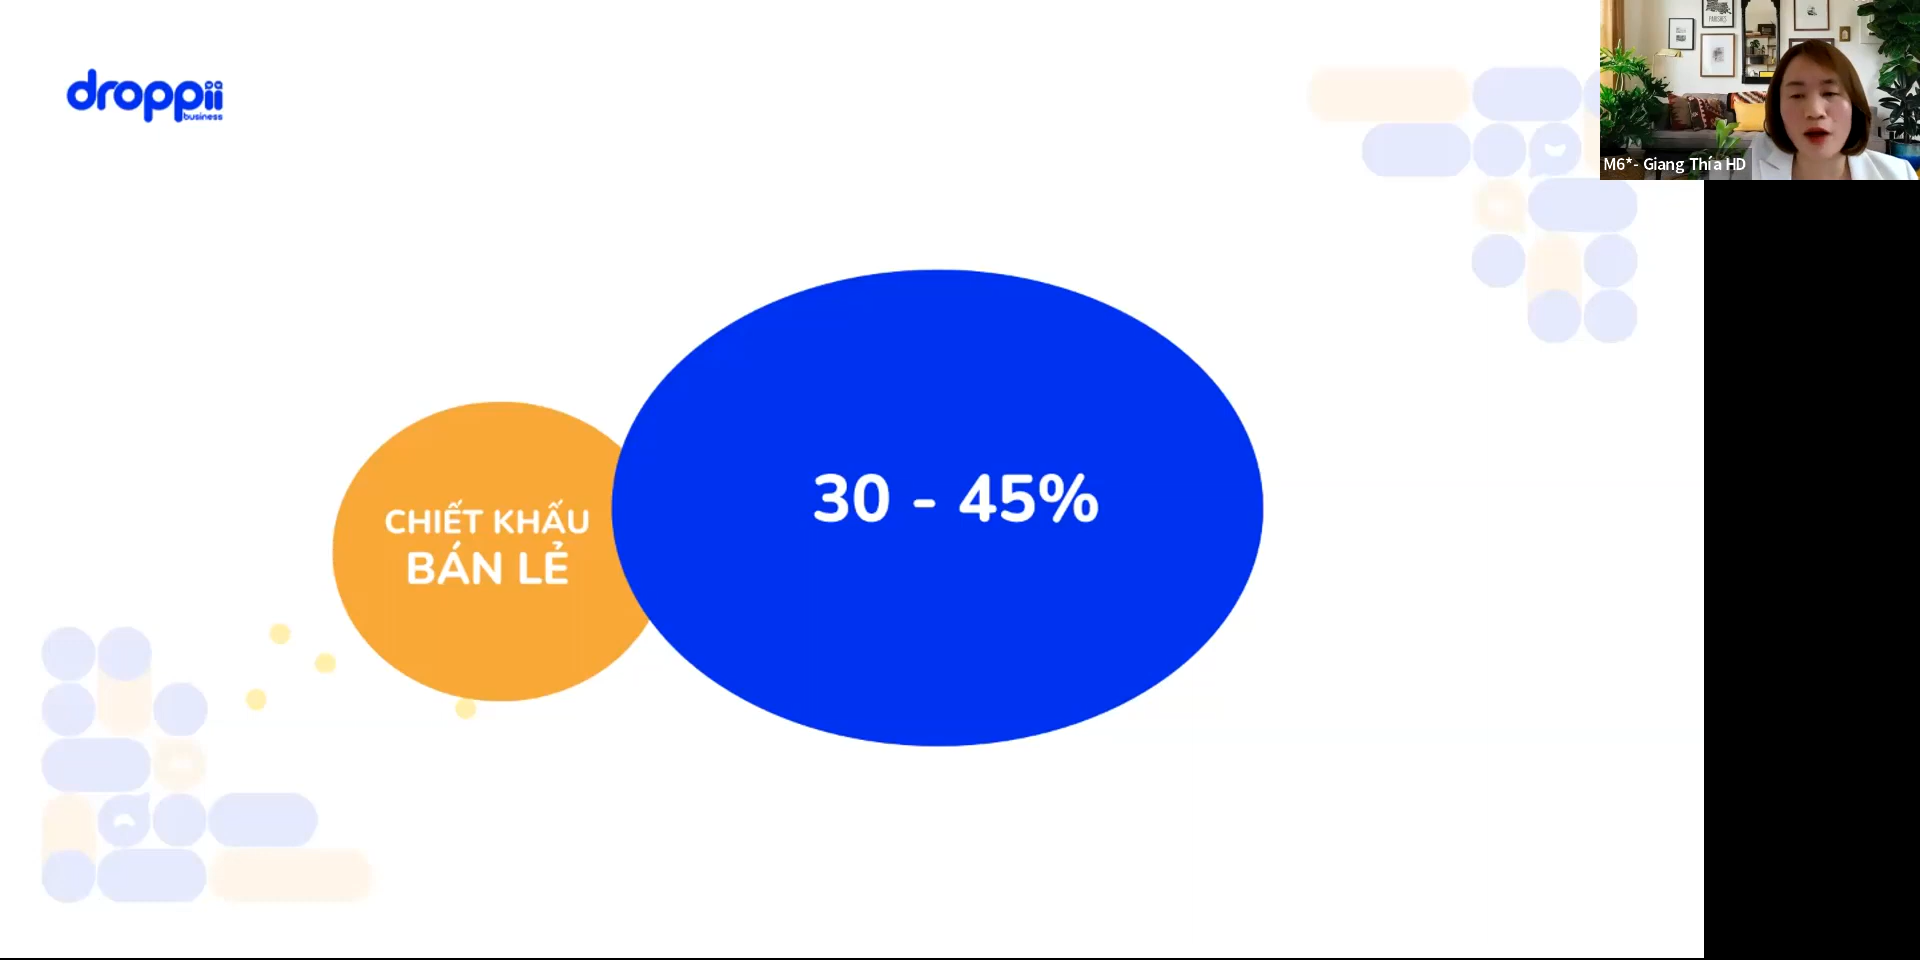 droppii
business
M6*- Giang Thía HD
30 - 45%
CHIẾT KHẤU
BÁN LẺ